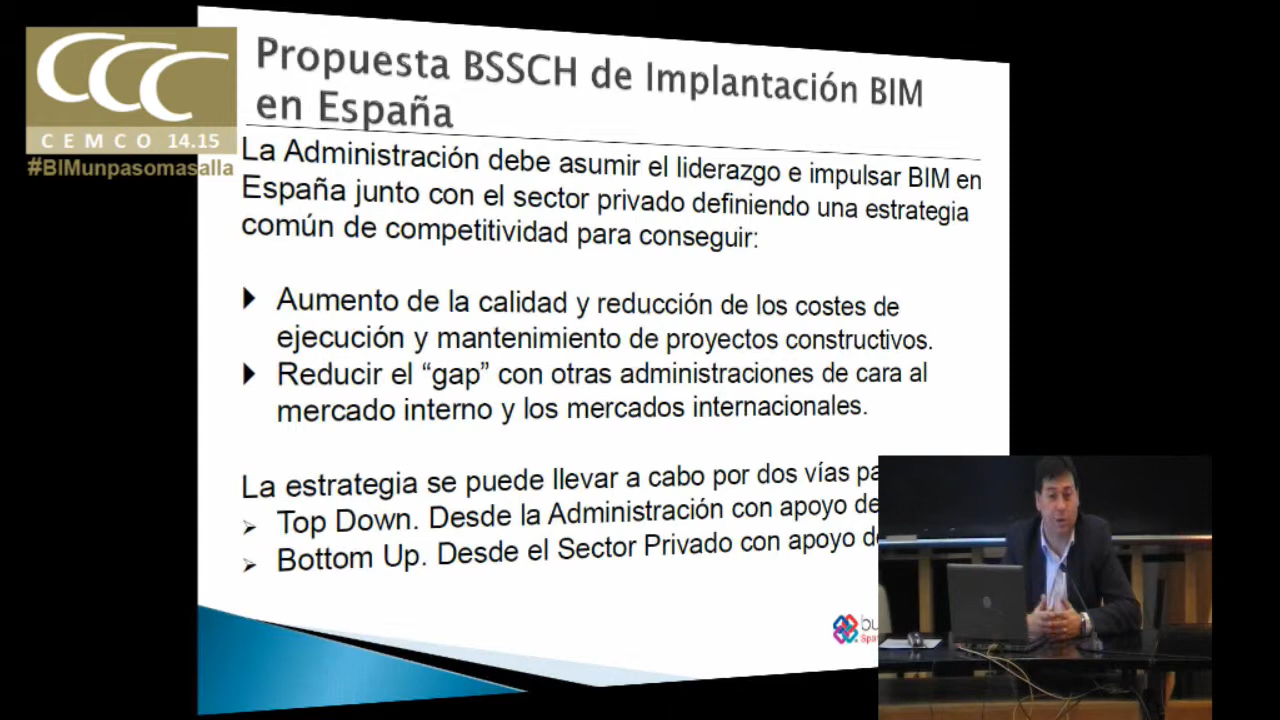 CCC
CEMCO 14.15
#BIMunpasomasalla
Propuesta BSSCH de Implantación BIM
en España
La Administración debe asumir el liderazgo e impulsar BIM en
España junto con el sector privado definiendo una estrategia
común de competitividad para conseguir:
Aumento de la calidad y reducción de los costes de
ejecución y mantenimiento de proyectos constructivos.
Reducir el “gap” con otras administraciones de cara al
mercado interno y los mercados internacionales.
La estrategia se puede llevar a cabo por dos vías
Top Down. Desde la Administración con apoyo
Bottom Up. Desde el Sector Privado con apoyo